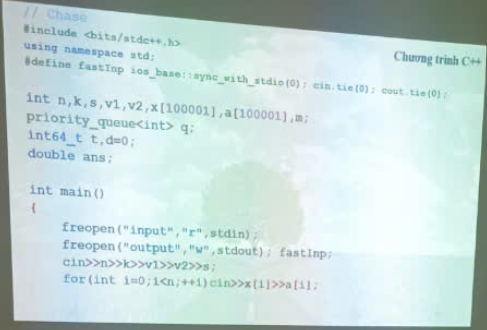 // Chase
#include <bits/stdc++.h>
Chương trình C++
using namespace std;
#define fastInp ios_base::sync_with_stdio(0); cin.tie(0); cout.tie(0);
int n,k,s,v1,v2,x[100001],a[100001],m;
priority_queue<int> q;
int64_t t,d=0;
double ans;
int main()
{
freopen("input","r",stdin);
freopen("output","w",stdout); fastInp;
cin>>n>>k>>v1>>v2>>s;
for(int i=0;i<n;++i)cin>>x[i]>>a[i];